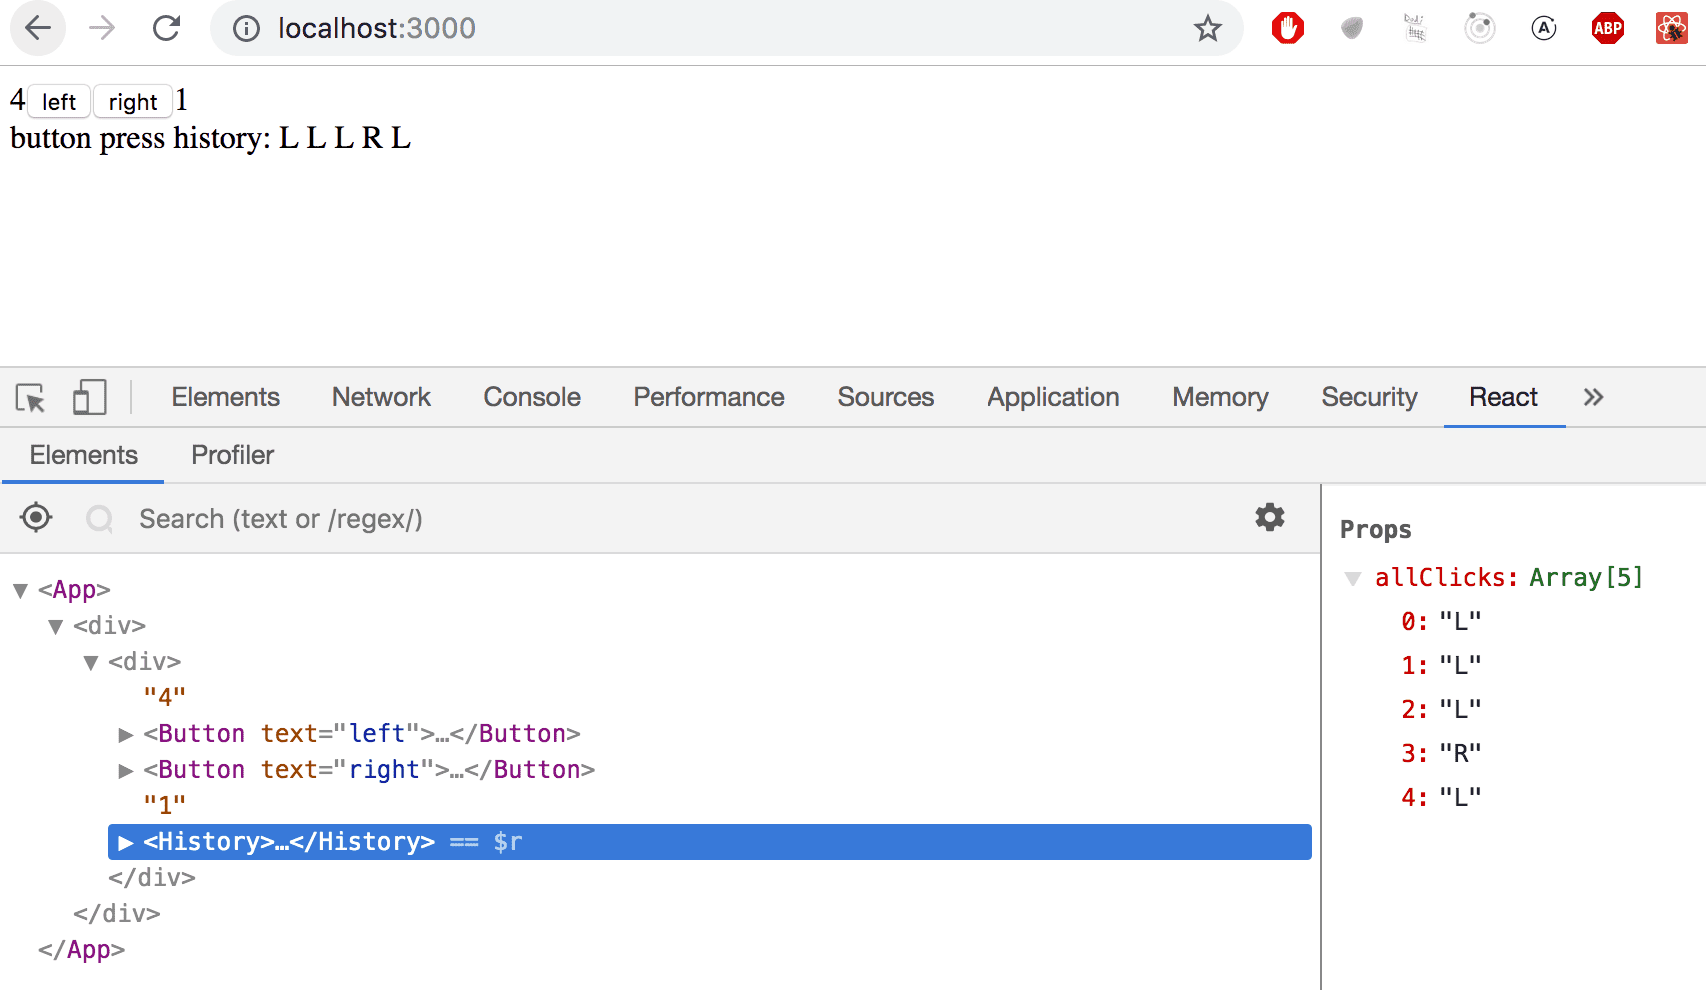 localhost:3000
A
ABP
4 left right 1
button press history: L L L R L
Elements Network Console Performance Sources Application Memory Security React »
Elements Profiler
Search (text or /regex/)
▼ <App>
▼ <div>
▼ <div>
"4"
▶ <Button text="left">…</Button>
▶ <Button text="right">…</Button>
"1"
▶ <History>…</History> == $r
</div>
</div>
</App>
Props
▼ allClicks: Array[5]
0: "L"
1: "L"
2: "L"
3: "R"
4: "L"